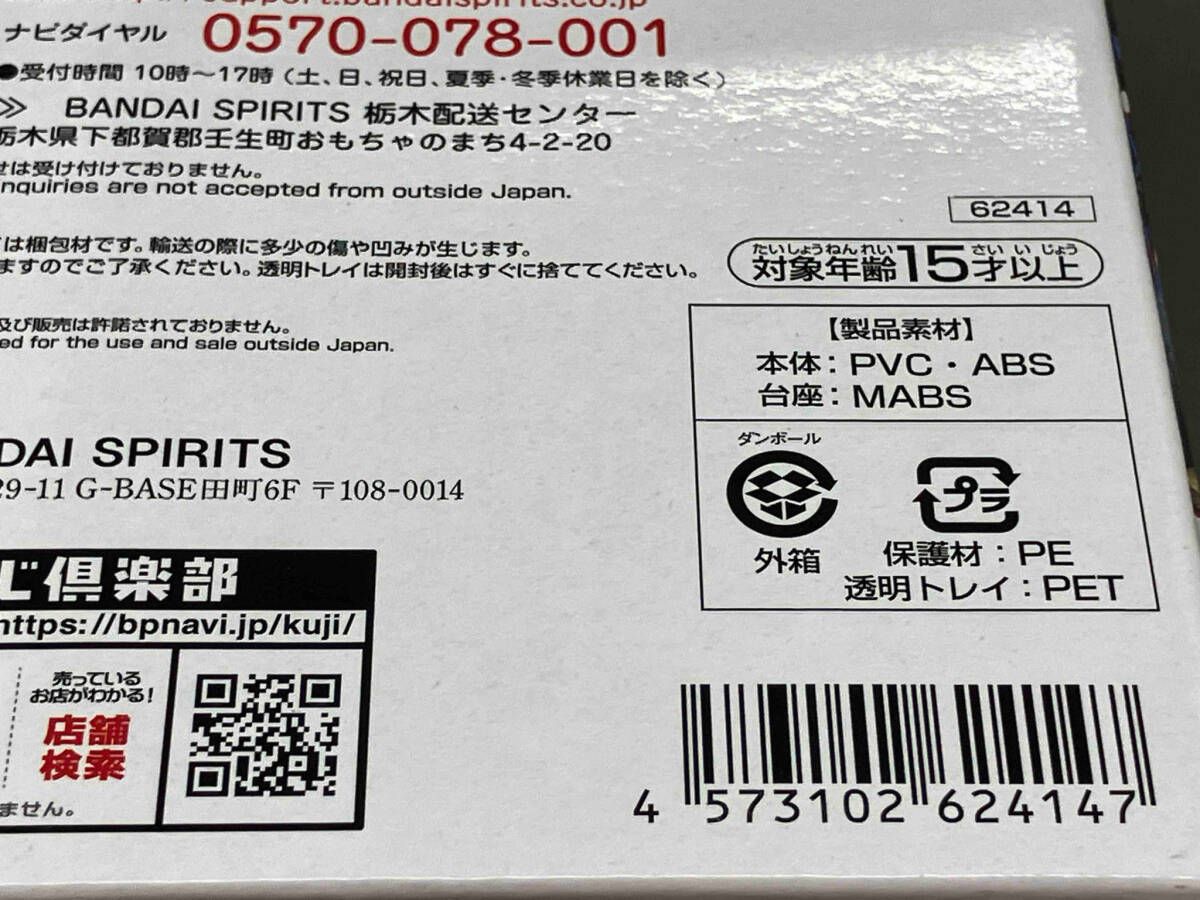 support.bandaispirits.co.jp
ナビダイヤル 0570-078-001
●受付時間 10時〜17時（土、日、祝日、夏季・冬季休業日を除く）
≫ BANDAI SPIRITS 栃木配送センター
栃木県下都賀郡壬生町おもちゃのまち4-2-20
せは受け付けておりません。
nquiries are not accepted from outside Japan.
62414
は梱包材です。輸送の際に多少の傷や凹みが生じます。
ますのでご了承ください。透明トレイは開封後はすぐに捨ててください。
たいしょうねんれい さいいじょう
対象年齢15才以上
及び販売は許諾されておりません。
ed for the use and sale outside Japan.
【製品素材】
本体：PVC・ABS
台座：MABS
ダンボール
外箱
プラ
保護材：PE
透明トレイ：PET
DAI SPIRITS
29-11 G-BASE田町6F 〒108-0014
じ倶楽部
https://bpnavi.jp/kuji/
売っている
お店がわかる！
店舗
検索
ません。
4 573102 624147